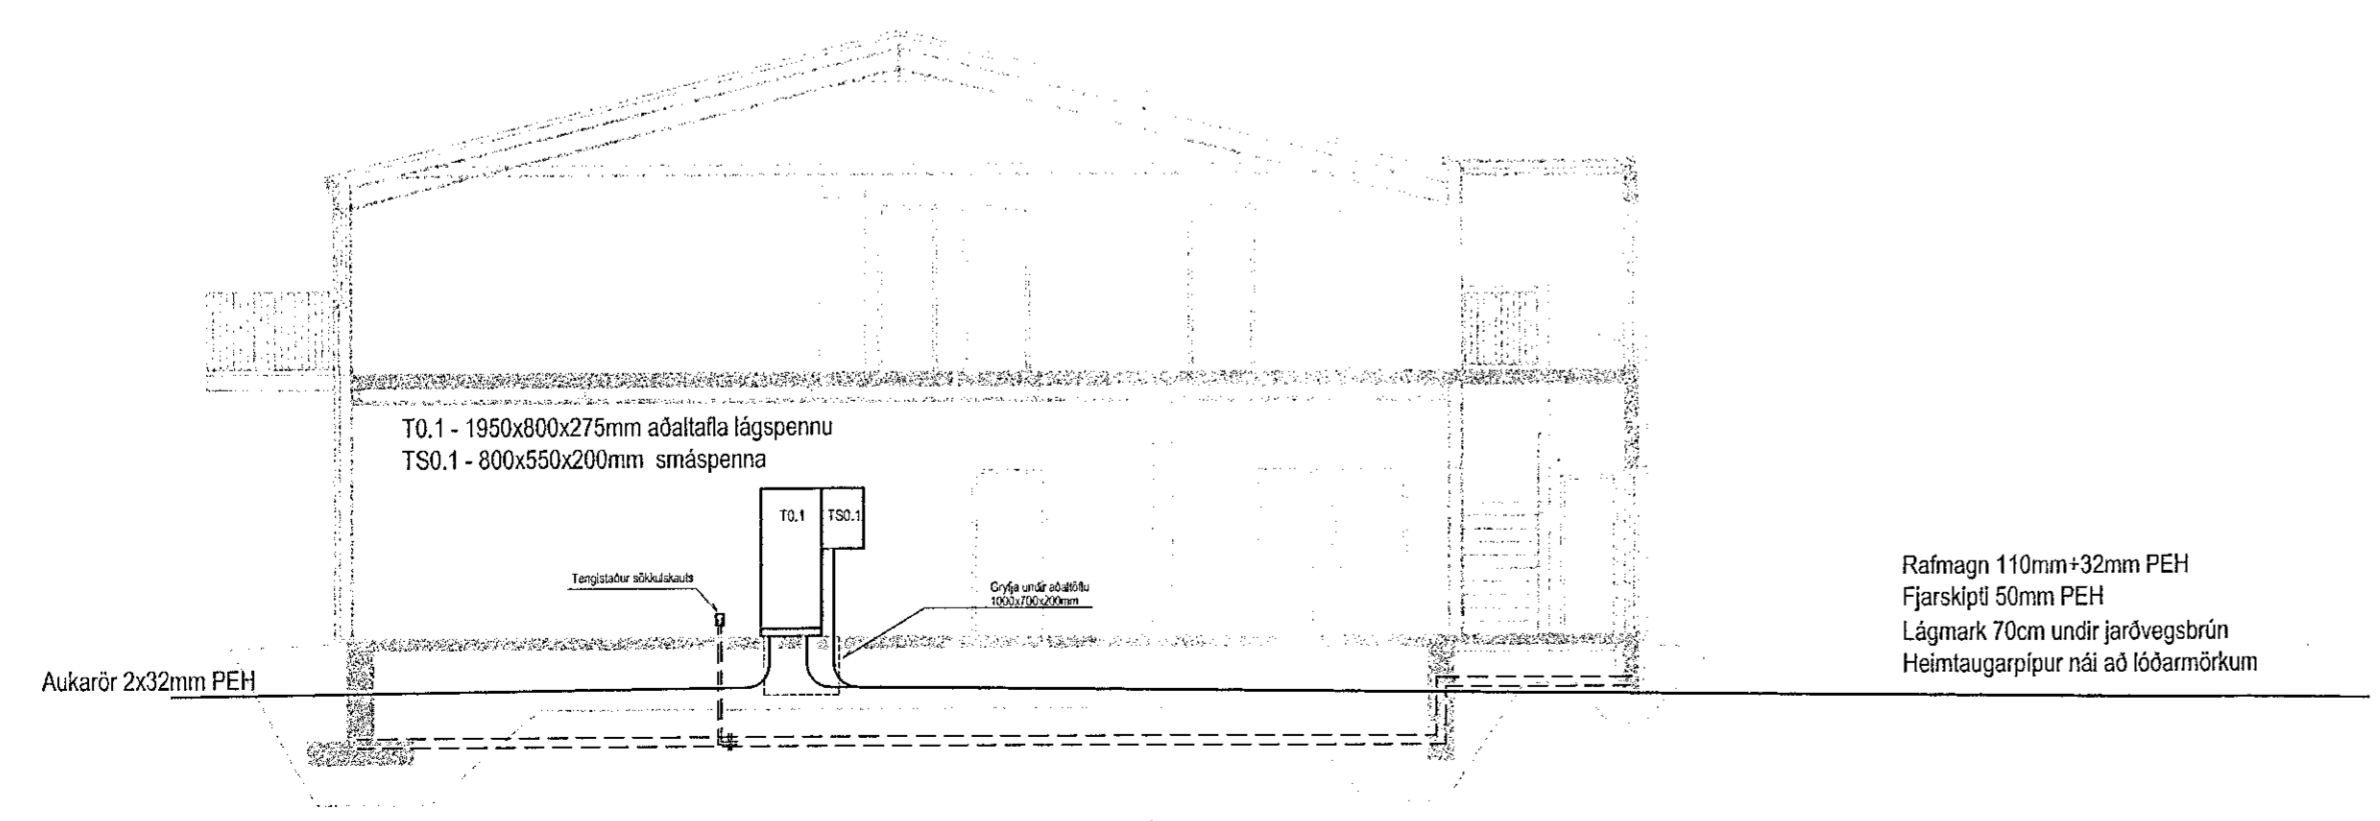 T0.1 - 1950x800x275mm aðaltafla lágspennu
TS0.1 - 800x550x200mm smáspenna
T0.1
TS0.1
Tengistaður sökkulskauts
Gryfja undir aðaltöflu
1000x700x200mm
Rafmagn 110mm+32mm PEH
Fjarskipti 50mm PEH
Lágmark 70cm undir jarðvegsbrún
Heimtaugarpípur nái að lóðarmörkum
Aukarör 2x32mm PEH